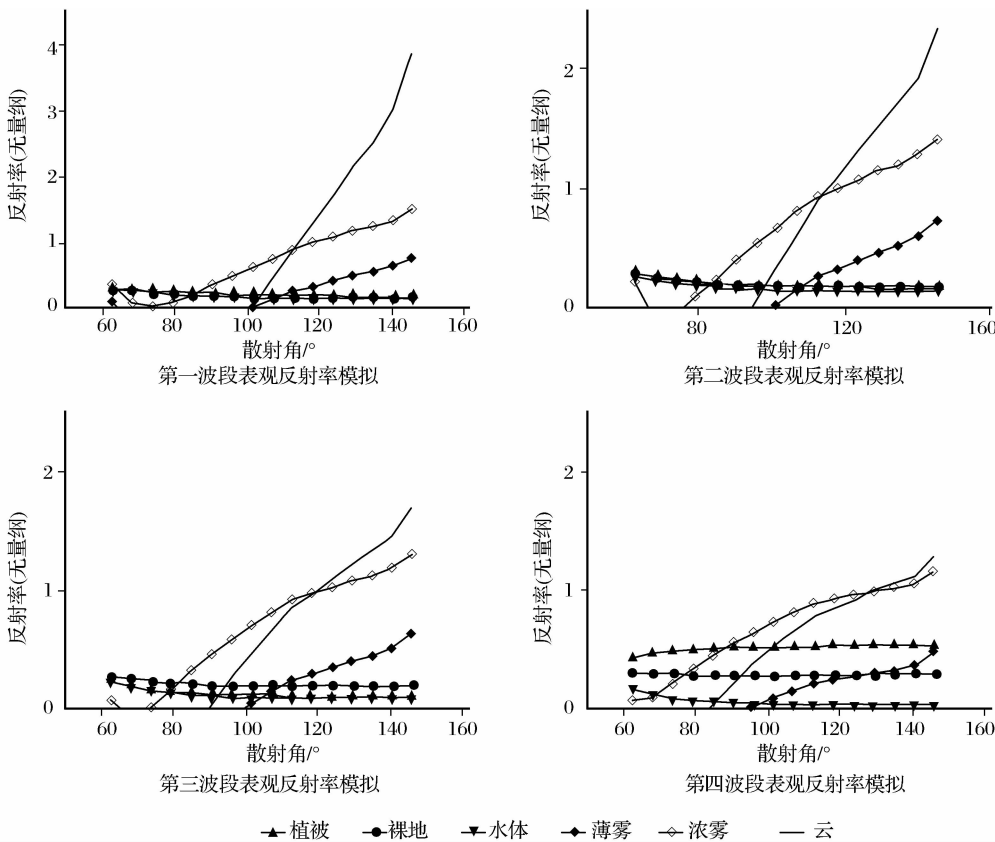 4
3
2
1
0
反射率(无量纲)
60 80 100 120 140 160
散射角/°
第一波段表观反射率模拟
2
1
0
反射率(无量纲)
80 120 160
散射角/°
第二波段表观反射率模拟
2
1
0
反射率(无量纲)
60 80 100 120 140 160
散射角/°
第三波段表观反射率模拟
2
1
0
反射率(无量纲)
60 80 100 120 140 160
散射角/°
第四波段表观反射率模拟
植被 裸地 水体 薄雾 浓雾 云